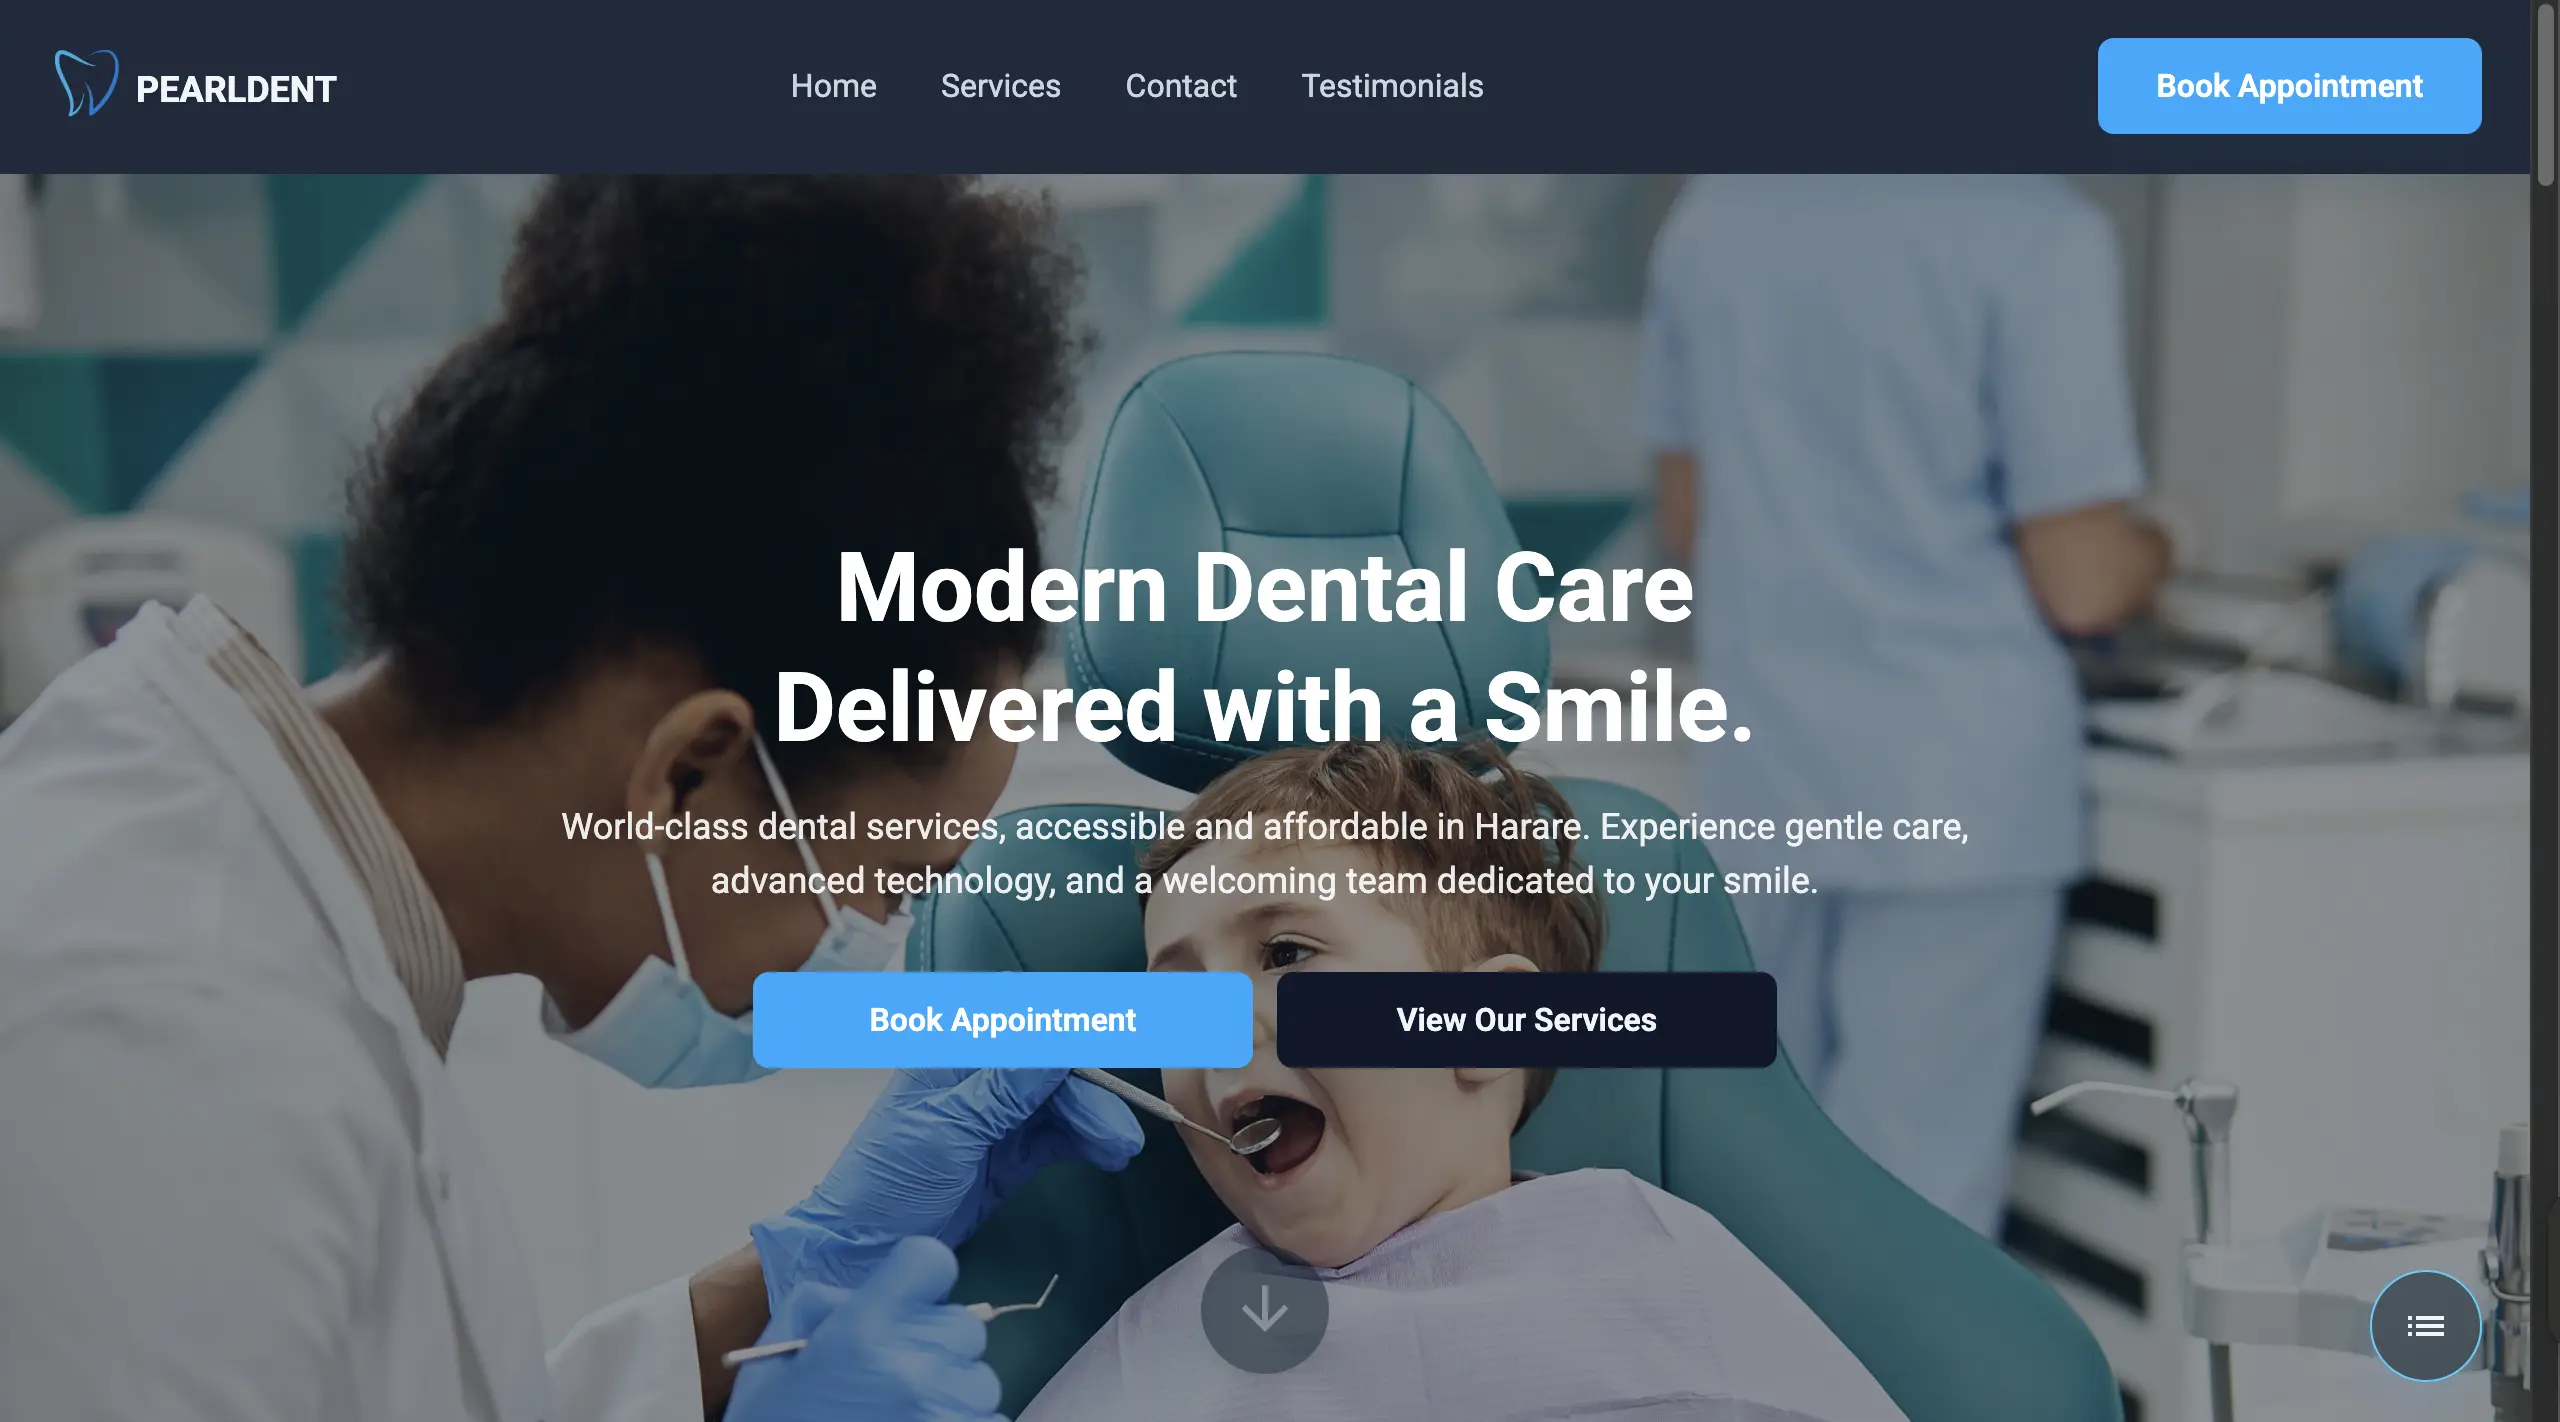 PEARLDENT
Home
Services
Contact
Testimonials
Book Appointment
Modern Dental Care
Delivered with a Smile.
World-class dental services, accessible and affordable in Harare. Experience gentle care,
advanced technology, and a welcoming team dedicated to your smile.
Book Appointment
View Our Services